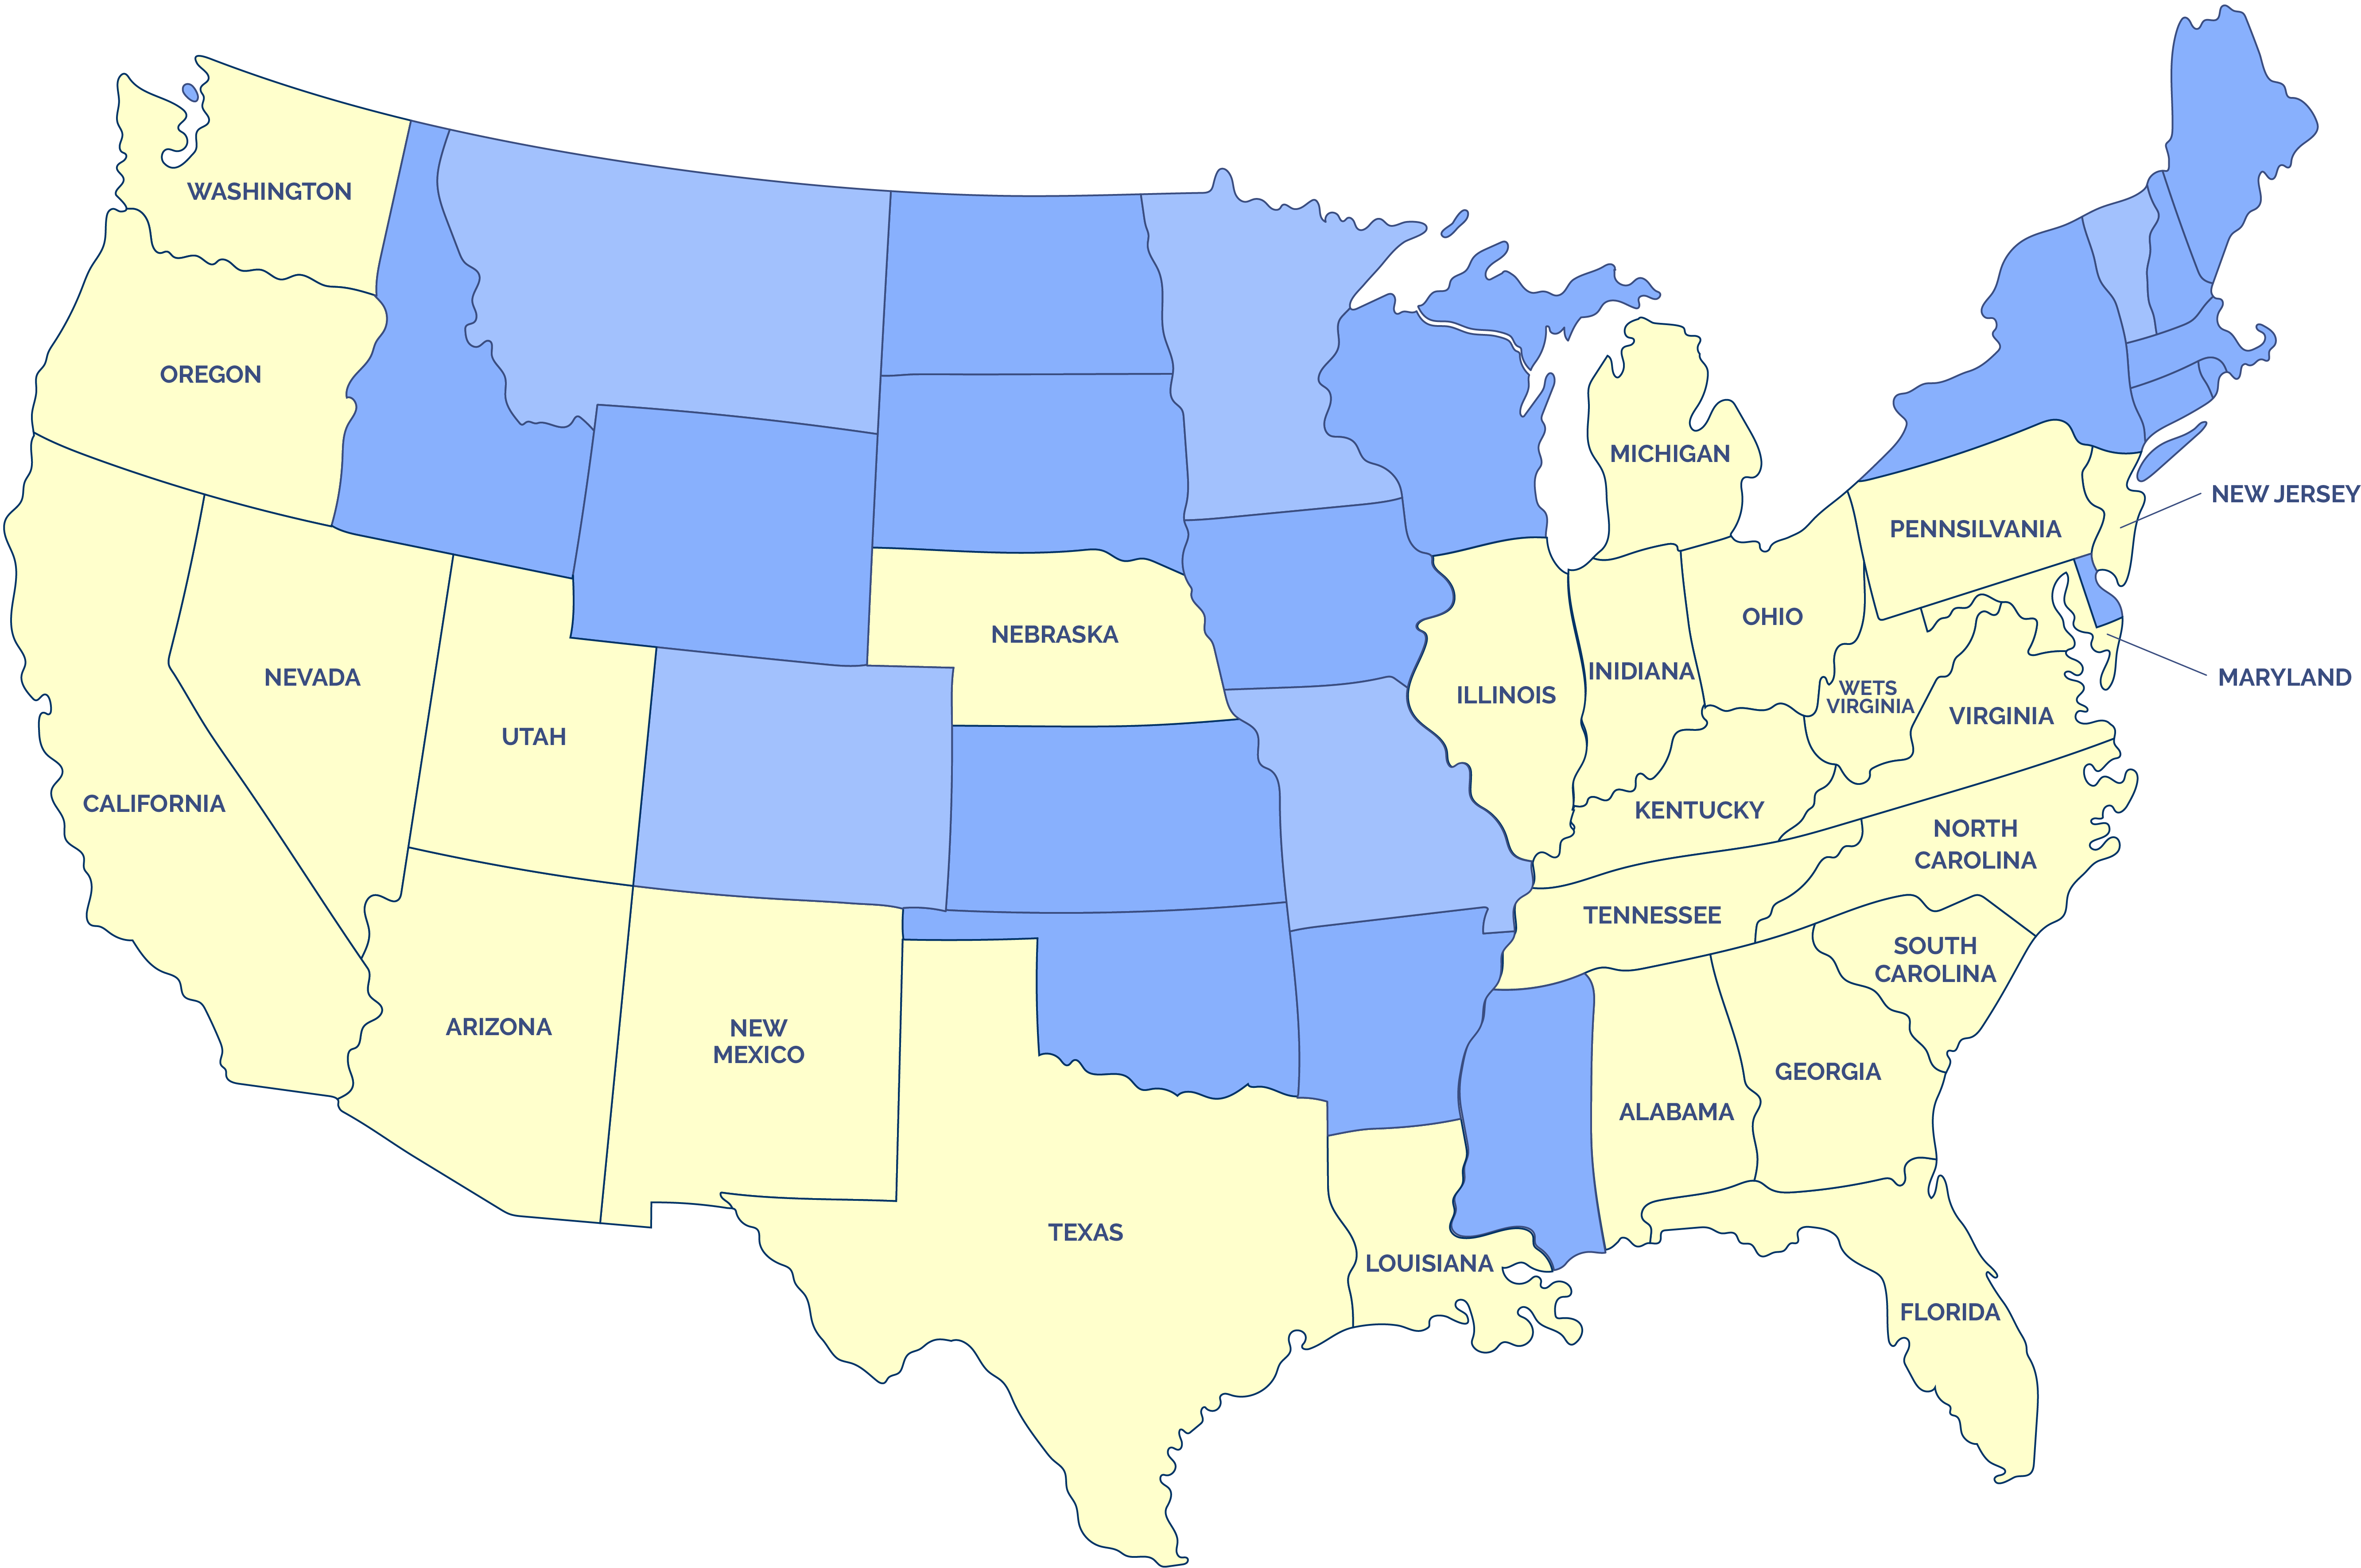 WASHINGTON
OREGON
MICHIGAN
NEW JERSEY
PENNSILVANIA
OHIO
NEBRASKA
INIDIANA
NEVADA
MARYLAND
WETS
VIRGINIA
ILLINOIS
VIRGINIA
UTAH
CALIFORNIA
KENTUCKY
NORTH
CAROLINA
TENNESSEE
SOUTH
CAROLINA
ARIZONA
NEW
MEXICO
GEORGIA
ALABAMA
TEXAS
LOUISIANA
FLORIDA